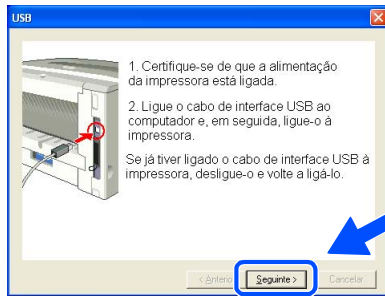 USB
1. Certifique-se de que a alimentação
da impressora está ligada.
2. Ligue o cabo de interface USB ao
computador e, em seguida, ligue-o à
impressora.
Se já tiver ligado o cabo de interface USB à
impressora, desligue-o e volte a ligá-lo.
< Anterio
Seguinte >
Cancelar